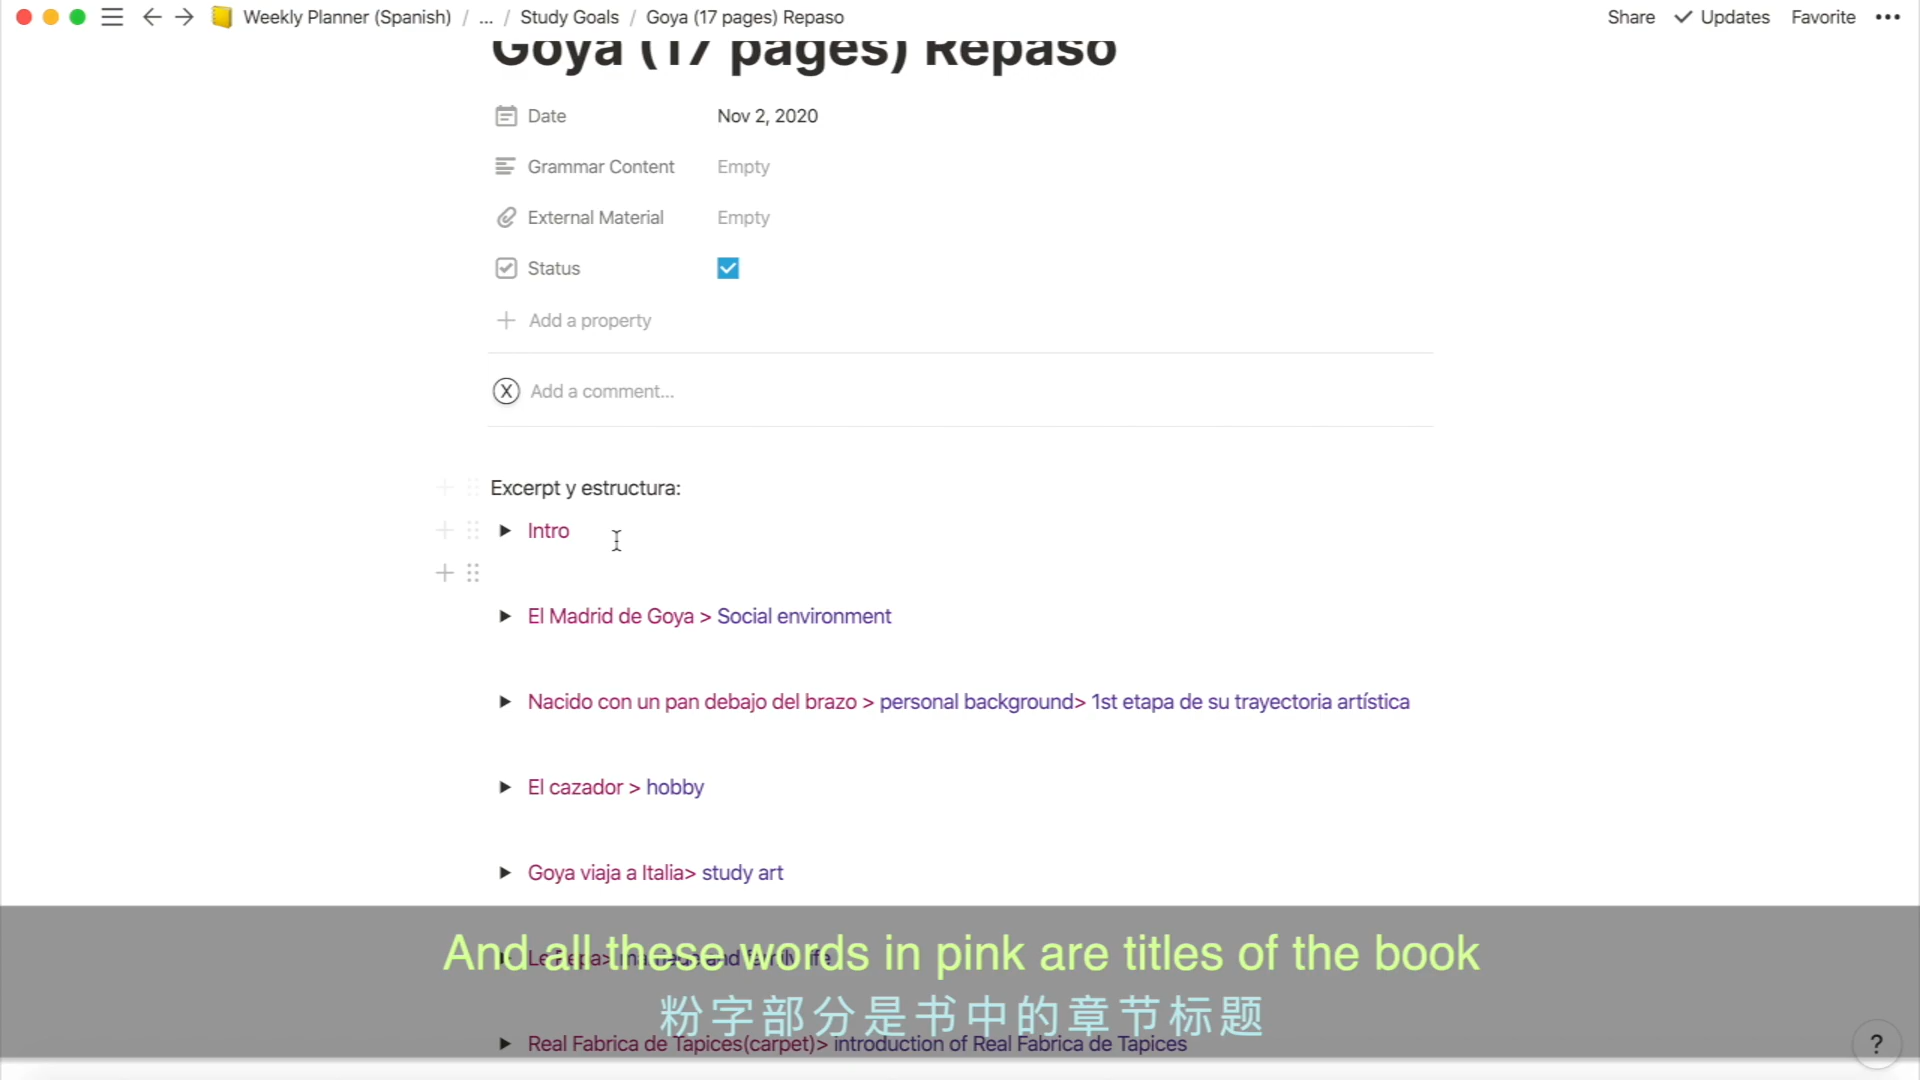 Weekly Planner (Spanish) / ... / Study Goals / Goya (17 pages) Repaso
Share Updates Favorite
Goya (17 pages) Repaso
Date Nov 2, 2020
Grammar Content Empty
External Material Empty
Status
Add a property
X Add a comment...
Excerpt y estructura:
Intro
El Madrid de Goya > Social environment
Nacido con un pan debajo del brazo > personal background> 1st etapa de su trayectoria artística
El cazador > hobby
Goya viaja a Italia> study art
And all these words in pink are titles of the book
粉字部分是书中的章节标题
Real Fabrica de Tapices(carpet)> introduction of Real Fabrica de Tapices
?